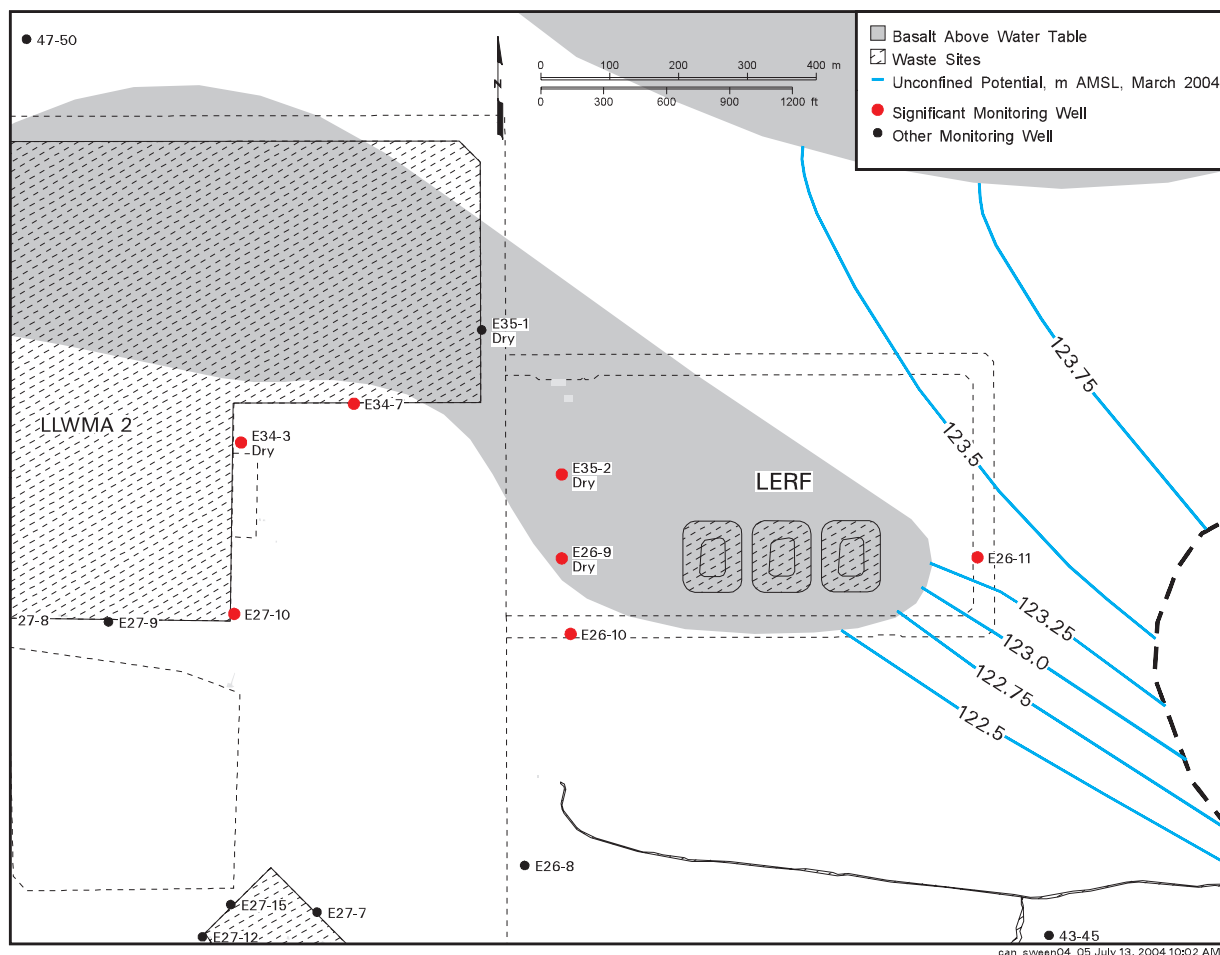 47-50
N
0 100 200 300 400 m
0 300 600 900 1200 ft
Basalt Above Water Table
Waste Sites
Unconfined Potential, m AMSL, March 2004
Significant Monitoring Well
Other Monitoring Well
E35-1
Dry
123.75
E34-7
LLWMA 2
E34-3
Dry
123.5
E35-2
Dry
LERF
E26-9
Dry
E26-11
27-8
E27-9
E27-10
E26-10
123.25
123.0
122.75
122.5
E26-8
E27-15
E27-7
E27-12
43-45
can_sween04_05 July 13, 2004 10:02 AM